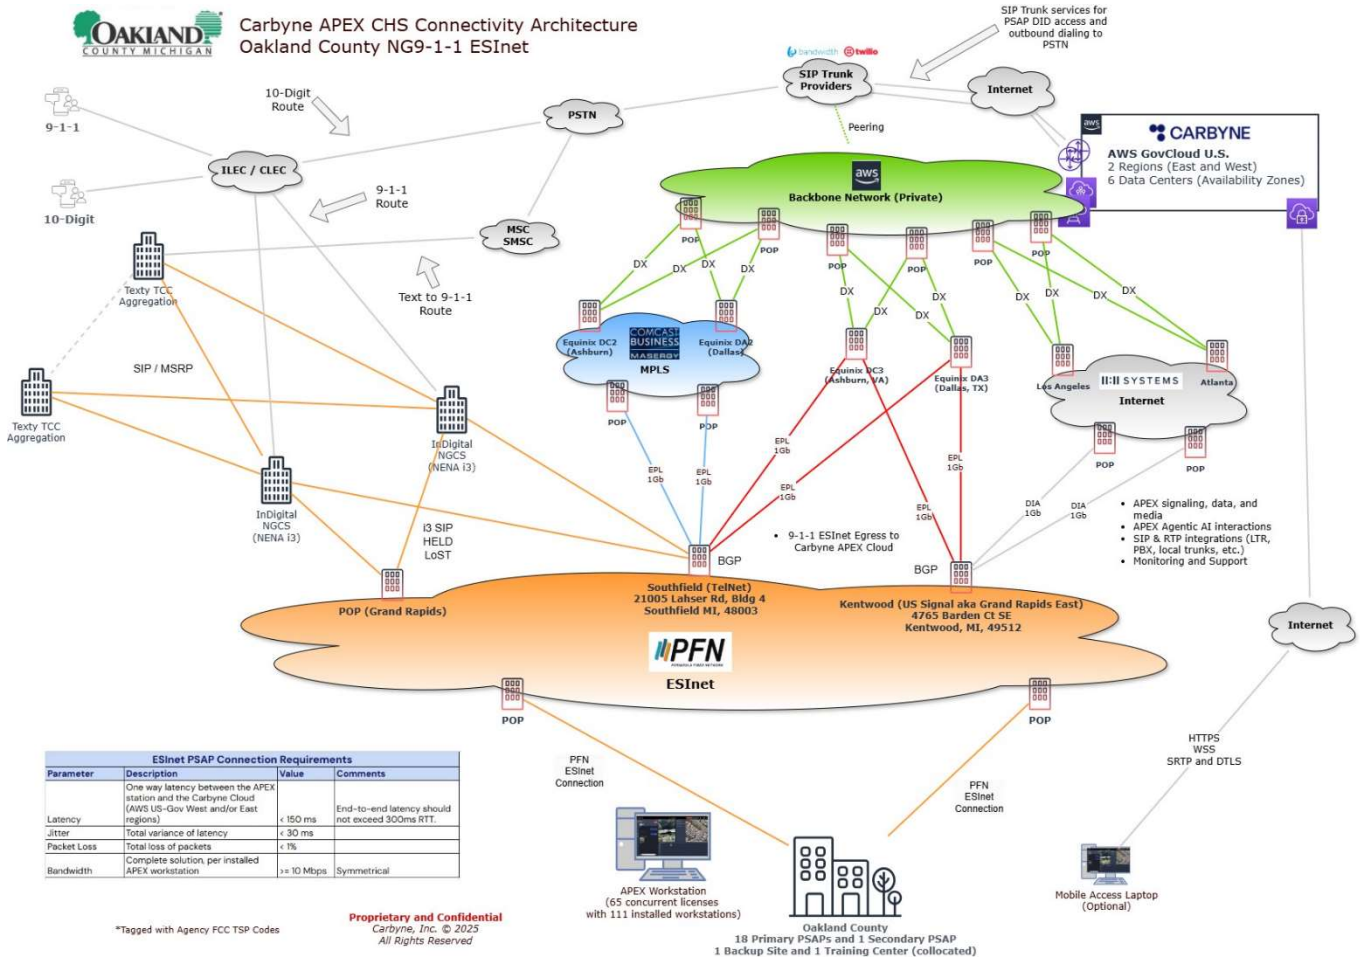 OAKLAND
COUNTY MICHIGAN
Carbyne APEX CHS Connectivity Architecture
Oakland County NG9-1-1 ESInet
SIP Trunk services for
PSAP DID access and
outbound dialing to
PSTN
bandwidth
twilio
SIP Trunk
Providers
Internet
9-1-1
10-Digit
Route
PSTN
Peering
aws
CARBYNE
AWS GovCloud U.S.
2 Regions (East and West)
6 Data Centers (Availability Zones)
ILEC / CLEC
9-1-1
Route
10-Digit
aws
Backbone Network (Private)
MSC
SMSC
POP
POP
POP
POP
POP
POP
Text to 9-1-1
Route
Texty TCC
Aggregation
DX
DX
DX
DX
DX
DX
DX
DX
DX
DX
DX
DX
Equinix DC2
(Ashburn)
COMCAST
BUSINESS
MASERGY
MPLS
Equinix DA2
(Dallas)
Equinix DC3
(Ashburn, VA)
Equinix DA3
(Dallas, TX)
Los Angeles
11:11 SYSTEMS
Internet
Atlanta
SIP / MSRP
Texty TCC
Aggregation
InDigital
NGCS
(NENA i3)
InDigital
NGCS
(NENA i3)
POP
POP
POP
POP
EPL
1Gb
EPL
1Gb
EPL
1Gb
EPL
1Gb
EPL
1Gb
EPL
1Gb
DIA
1Gb
DIA
1Gb
i3 SIP
HELD
LoST
• 9-1-1 ESInet Egress to
Carbyne APEX Cloud
• APEX signaling, data, and
media
• APEX Agentic AI interactions
• SIP & RTP integrations (LTR,
PBX, local trunks, etc.)
• Monitoring and Support
BGP
BGP
POP (Grand Rapids)
Southfield (TelNet)
21005 Lahser Rd, Bldg 4
Southfield MI, 48003
Kentwood (US Signal aka Grand Rapids East)
4765 Barden Ct SE
Kentwood, MI, 49512
PFN
PENINSULA FIBER NETWORK
ESInet
Internet
POP
POP
HTTPS
WSS
SRTP and DTLS
PFN
ESInet
Connection
PFN
ESInet
Connection
ESInet PSAP Connection Requirements
Parameter Description Value Comments
Latency One way latency between the APEX station and the Carbyne Cloud (AWS US-Gov West and/or East regions) < 150 ms End-to-end latency should not exceed 300ms RTT.
Jitter Total variance of latency < 30 ms
Packet Loss Total loss of packets < 1%
Bandwidth Complete solution, per installed APEX workstation >= 10 Mbps Symmetrical
APEX Workstation
(65 concurrent licenses
with 111 installed workstations)
Mobile Access Laptop
(Optional)
*Tagged with Agency FCC TSP Codes
Proprietary and Confidential
Carbyne, Inc. © 2025
All Rights Reserved
Oakland County
18 Primary PSAPs and 1 Secondary PSAP
1 Backup Site and 1 Training Center (collocated)